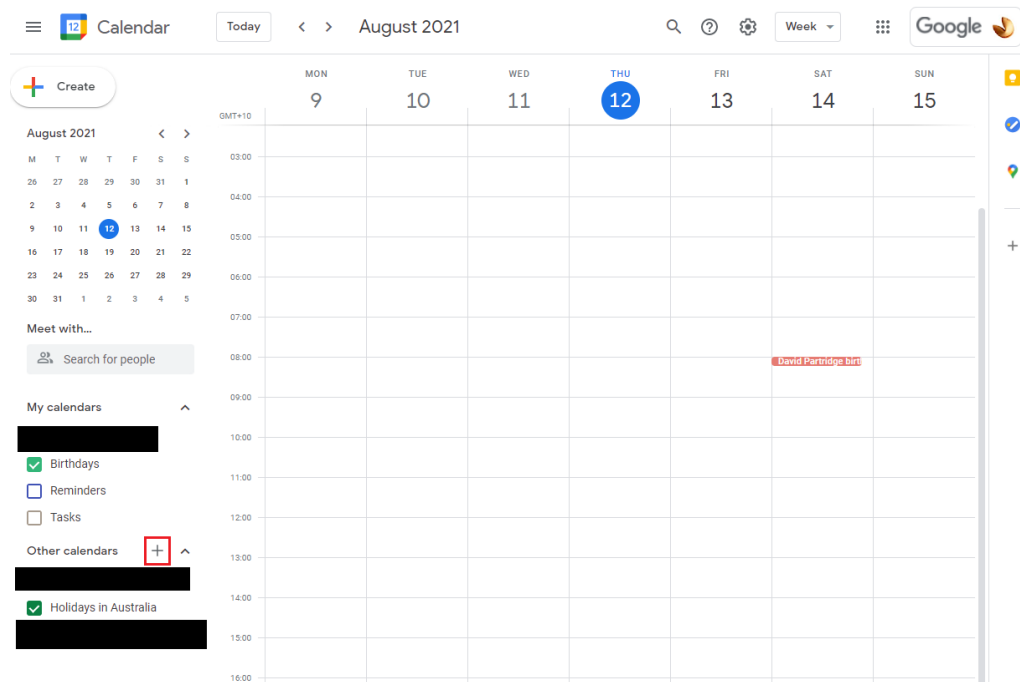 12 Calendar Today August 2021 Week Google
Create
MON TUE WED THU FRI SAT SUN
9 10 11 12 13 14 15
GMT+10
August 2021
M T W T F S S
26 27 28 29 30 31 1
2 3 4 5 6 7 8
9 10 11 12 13 14 15
16 17 18 19 20 21 22
23 24 25 26 27 28 29
30 31 1 2 3 4 5
Meet with...
Search for people
My calendars
Birthdays
Reminders
Tasks
Other calendars
Holidays in Australia
03:00
04:00
05:00
06:00
07:00
08:00
David Partridge birt
09:00
10:00
11:00
12:00
13:00
14:00
15:00
16:00